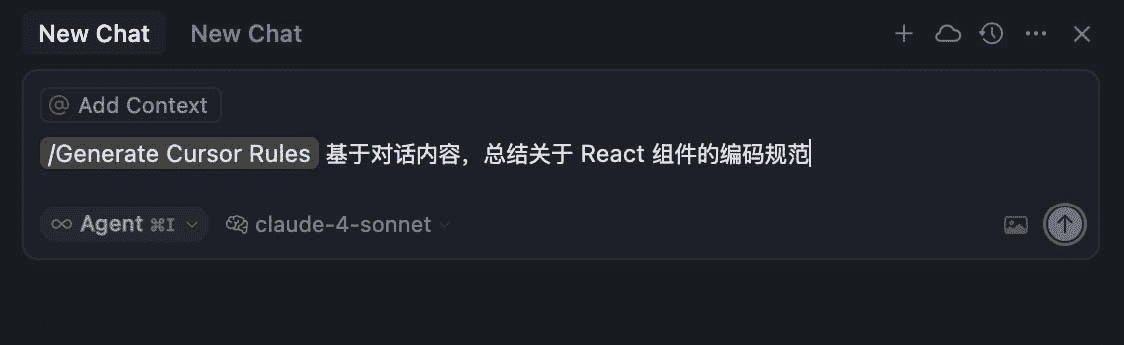 New Chat New Chat
@ Add Context
/Generate Cursor Rules 基于对话内容，总结关于 React 组件的编码规范
∞ Agent ⌘I claude-4-sonnet